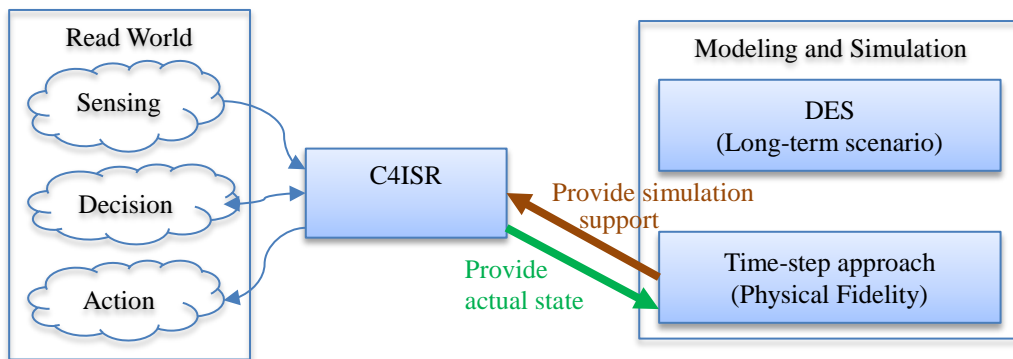 Read World
Sensing
Decision
Action
C4ISR
Provide simulation
support
Provide
actual state
Modeling and Simulation
DES
(Long-term scenario)
Time-step approach
(Physical Fidelity)